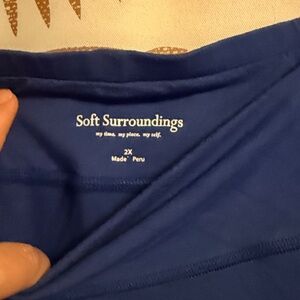 Soft Surroundings
my time. my place. my self.
2X
Made Peru